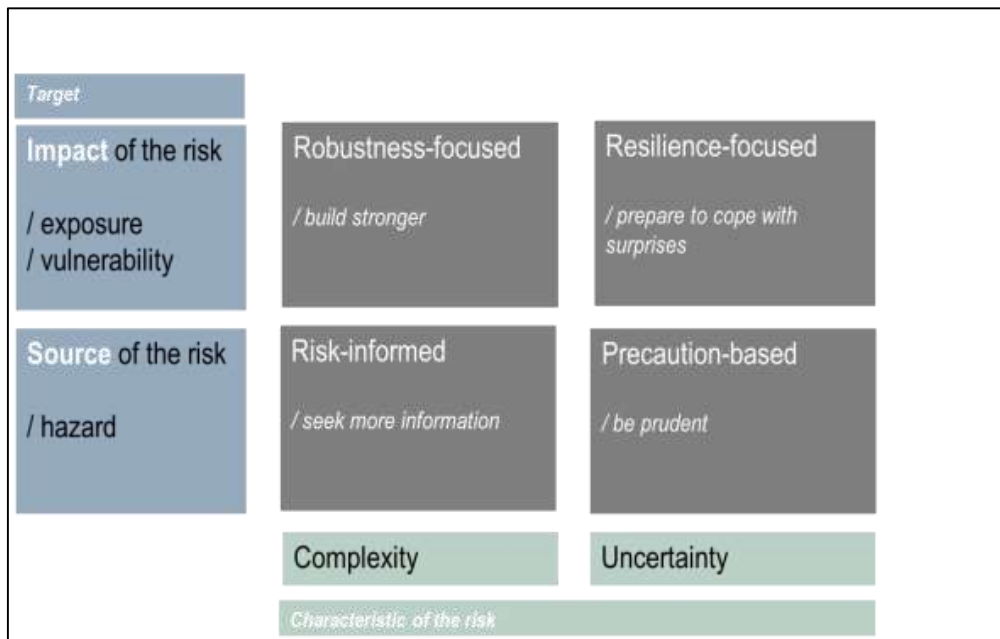 Target
Impact of the risk
/ exposure
/ vulnerability
Robustness-focused
/ build stronger
Resilience-focused
/ prepare to cope with
surprises
Source of the risk
/ hazard
Risk-informed
/ seek more information
Precaution-based
/ be prudent
Complexity
Uncertainty
Characteristic of the risk